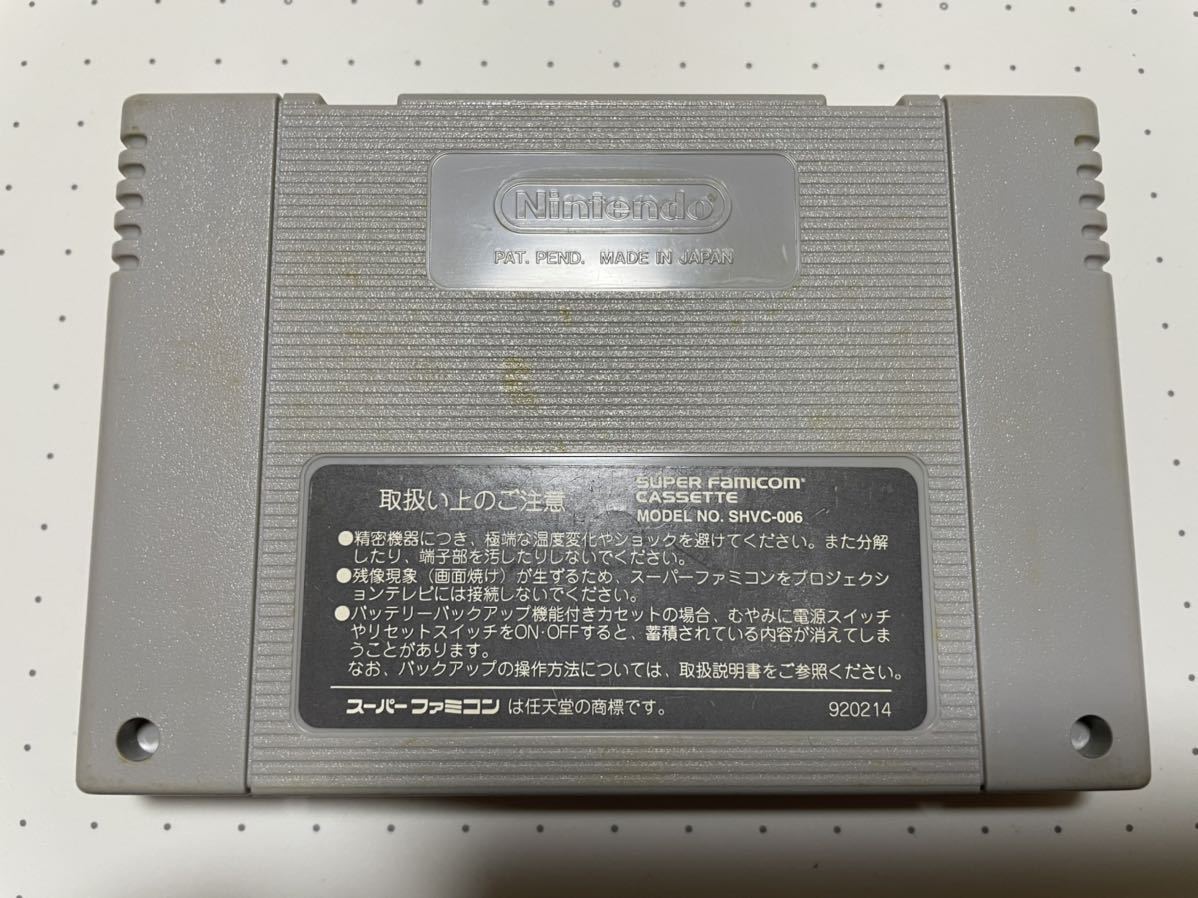 Nintendo®
PAT. PEND. MADE IN JAPAN
取扱い上のご注意
SUPER FAMICOM®
CASSETTE
MODEL NO. SHVC-006
●精密機器につき、極端な温度変化やショックを避けてください。また分解
したり、端子部を汚したりしないでください。
●残像現象（画面焼け）が生ずるため、スーパーファミコンをプロジェクシ
ョンテレビには接続しないでください。
●バッテリーバックアップ機能付きカセットの場合、むやみに電源スイッチ
やリセットスイッチをON・OFFすると、蓄積されている内容が消えてしま
うことがあります。
なお、バックアップの操作方法については、取扱説明書をご参照ください。
スーパーファミコンは任天堂の商標です。
920214